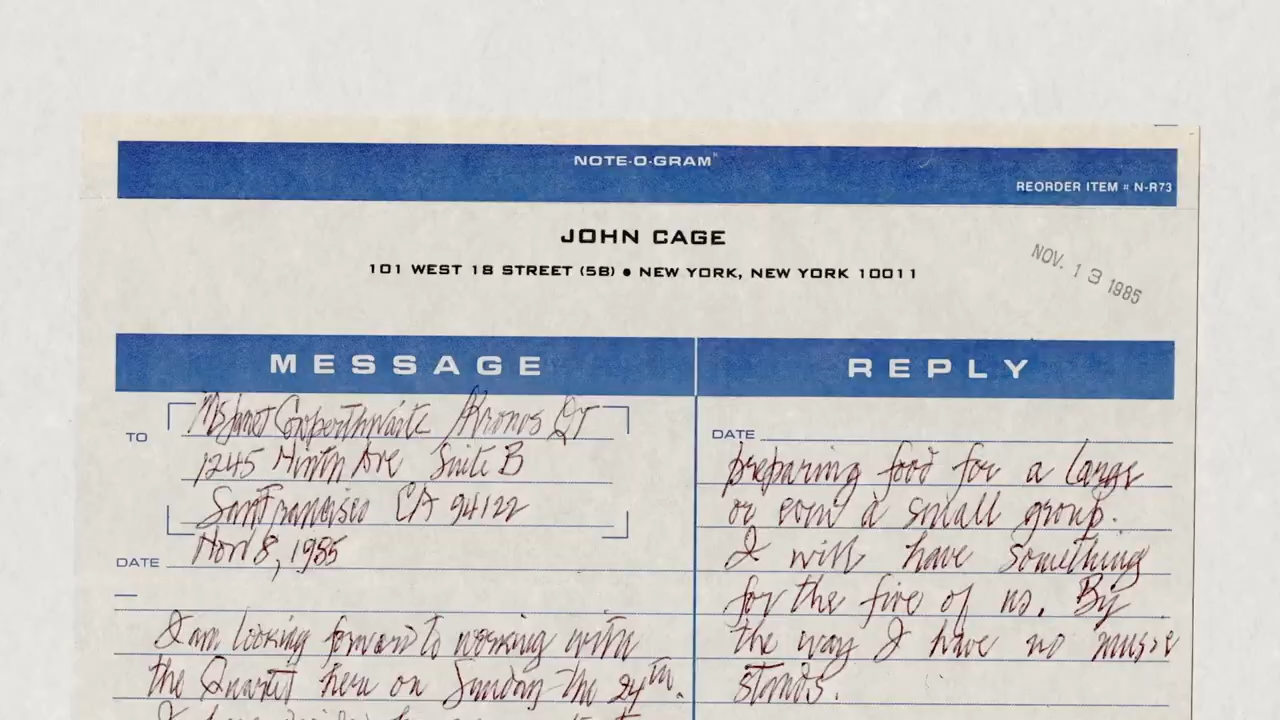 NOTE-O-GRAM
REORDER ITEM # N-R73
JOHN CAGE
101 WEST 18 STREET (5B) • NEW YORK, NEW YORK 10011
NOV. 13 1985
MESSAGE
TO
Ms Janet Cowperthwaite Kronos Qt
1245 Ninth Ave Suite B
San Francisco CA 94122
DATE Nov 8, 1985
I am looking forward to working with
the Quartet here on Sunday the 24th.
REPLY
DATE
preparing food for a large
or even a small group.
I will have something
for the five of us. By
the way I have no music
stands.